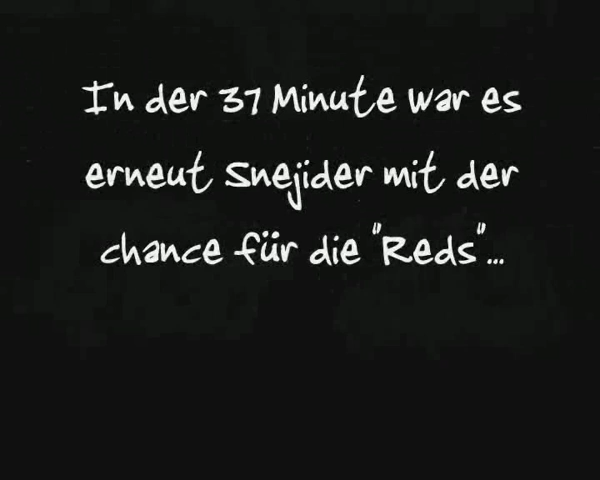 In der 37 Minute war es
erneut Snejider mit der
chance für die "Reds"...